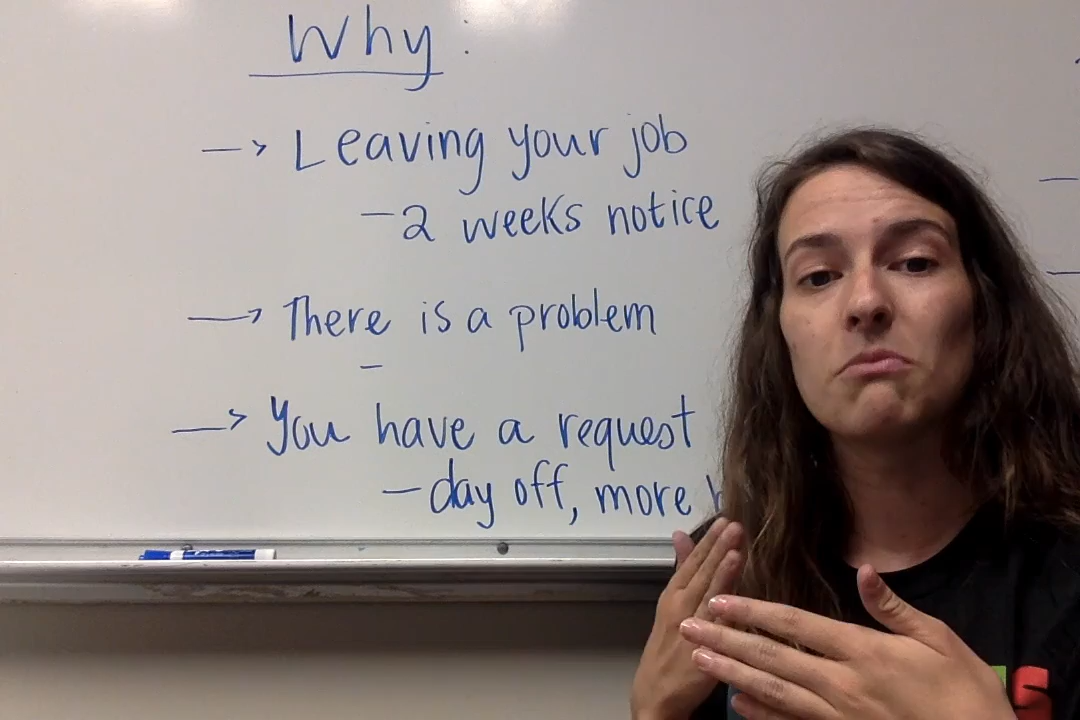 Why:
→ Leaving your job
- 2 weeks notice
→ There is a problem
-
→ You have a request
- day off, more